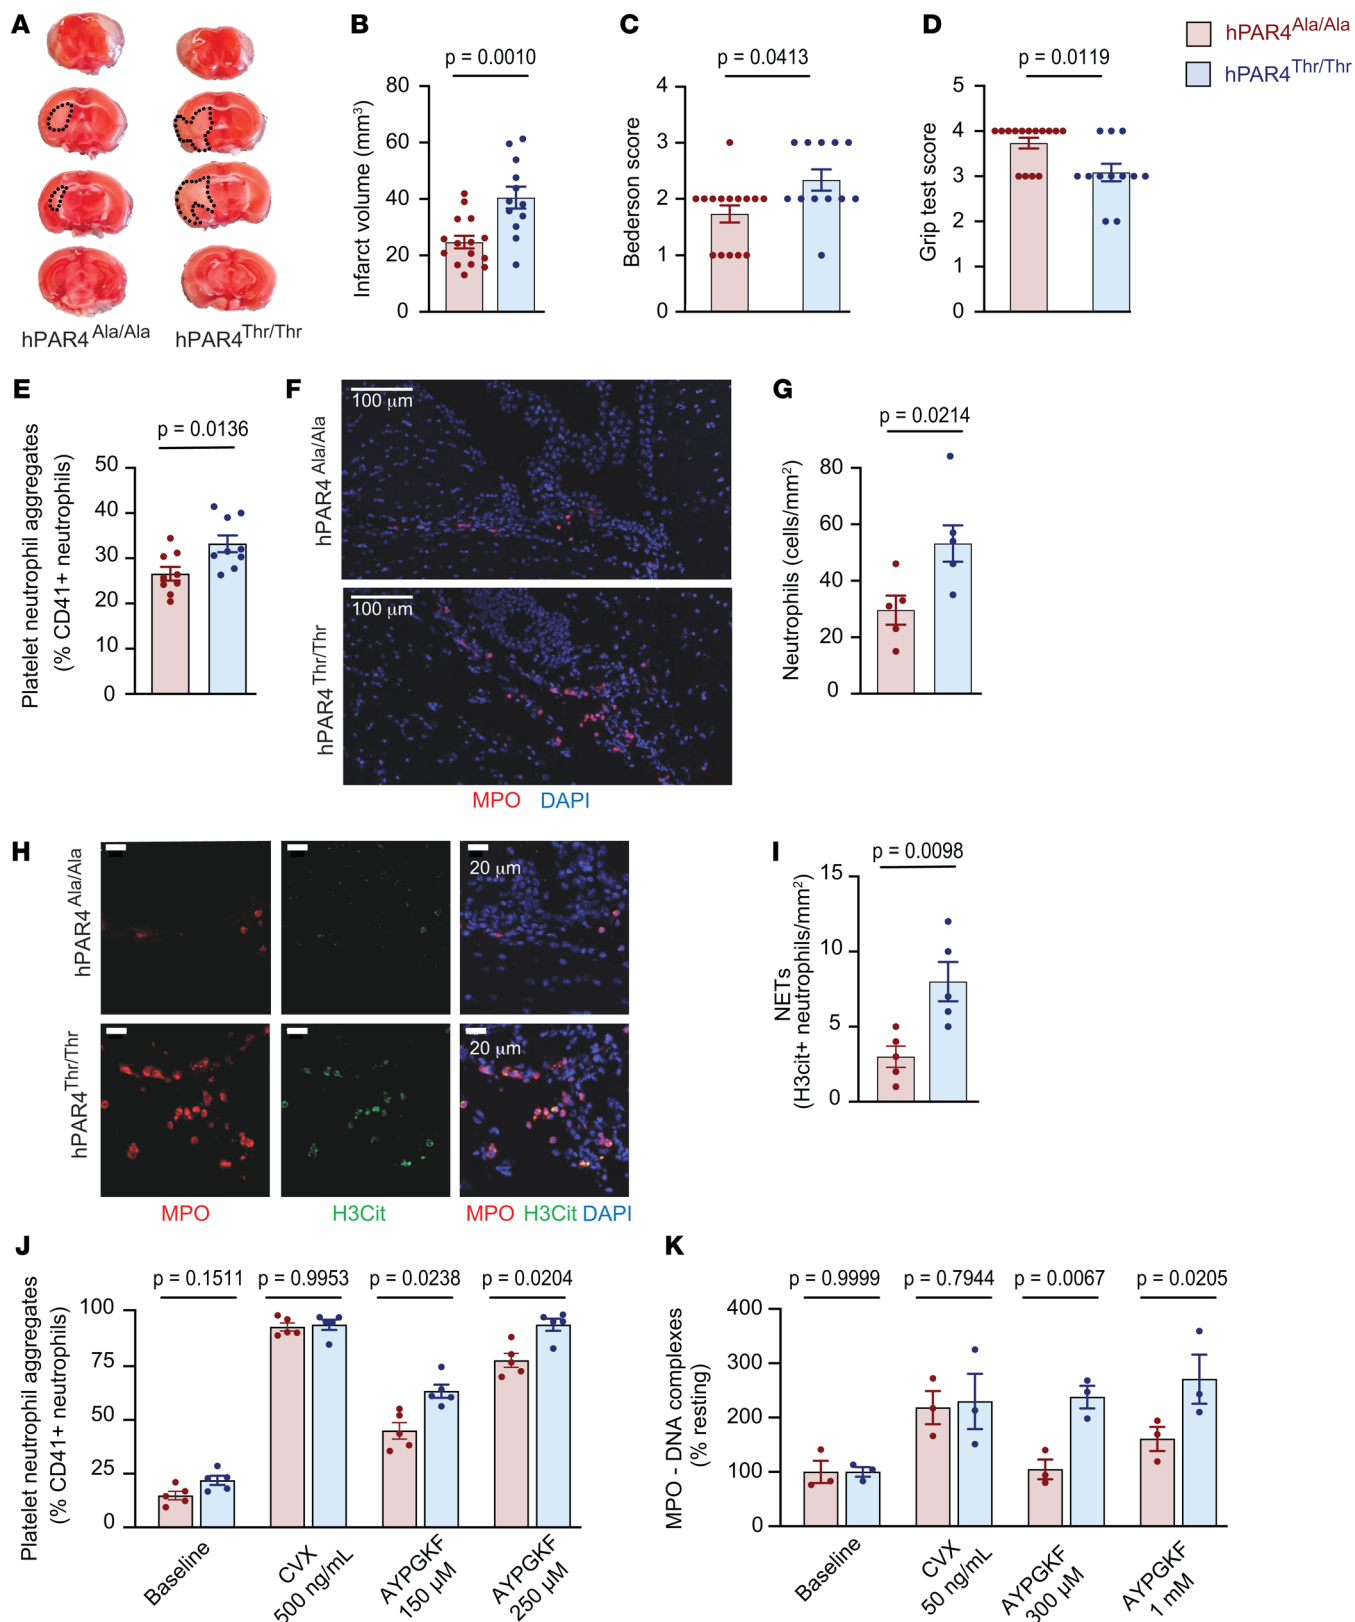 A
B
C
D
hPAR4Ala/Ala
hPAR4Thr/Thr
hPAR4 Ala/Ala
hPAR4Thr/Thr
p = 0.0010
Infarct volume (mm3)
80
60
40
20
0
p = 0.0413
Bederson score
4
3
2
1
0
p = 0.0119
Grip test score
5
4
3
2
1
0
E
F
G
p = 0.0136
Platelet neutrophil aggregates
(% CD41+ neutrophils)
50
40
30
20
10
0
100 μm
hPAR4 Ala/Ala
100 μm
hPAR4Thr/Thr
MPO DAPI
p = 0.0214
Neutrophils (cells/mm2)
80
60
40
20
0
H
I
hPAR4 Ala/Ala
20 μm
hPAR4Thr/Thr
20 μm
MPO
H3Cit
MPO H3Cit DAPI
p = 0.0098
NETs
(H3cit+ neutrophils/mm2)
15
10
5
0
J
K
p = 0.1511
p = 0.9953
p = 0.0238
p = 0.0204
Platelet neutrophil aggregates
(% CD41+ neutrophils)
100
75
50
25
0
Baseline
CVX
500 ng/mL
AYPGKF
150 μM
AYPGKF
250 μM
p = 0.9999
p = 0.7944
p = 0.0067
p = 0.0205
MPO - DNA complexes
(% resting)
400
300
200
100
0
Baseline
CVX
50 ng/mL
AYPGKF
300 μM
AYPGKF
1 mM